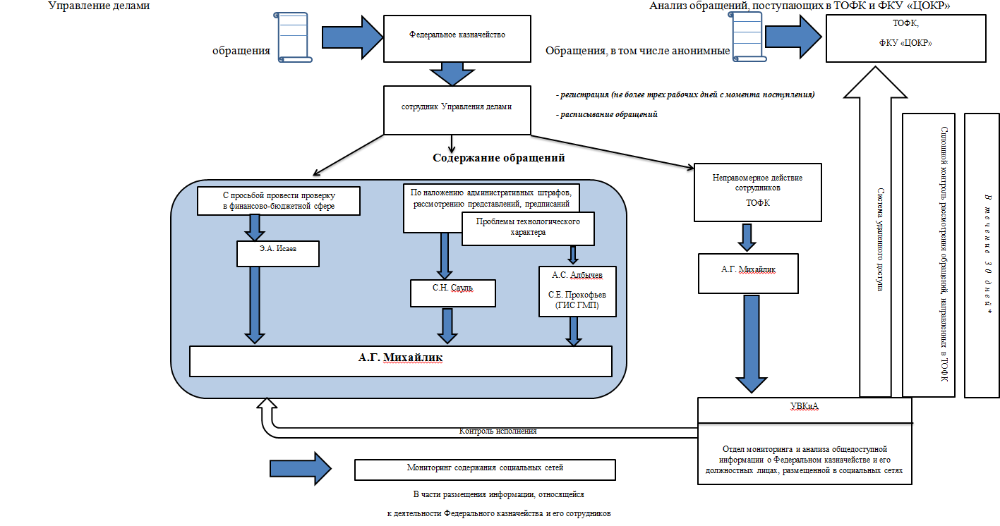 Управление делами
Анализ обращений, поступающих в ТОФК и ФКУ «ЦОКР»
обращения
Федеральное казначейство
Обращения, в том числе анонимные
ТОФК,
ФКУ «ЦОКР»
сотрудник Управления делами
- регистрация (не более трех рабочих дней с момента поступления)
- расписывание обращений
Содержание обращений
С просьбой провести проверку
в финансово-бюджетной сфере
Э.А. Исаев
По наложению административных штрафов,
рассмотрению представлений, предписаний
Проблемы технологического
характера
С.Н. Сауль
А.С. Албычев
С.Е. Прокофьев
(ГИС ГМП)
А.Г. Михайлик
Неправомерное действие
сотрудников
ТОФК
А.Г. Михайлик
Система удаленного доступа
Сплошной контроль рассмотрения обращений, направленных в ТОФК
В течение 30 дней*
УВКиА
Отдел мониторинга и анализа общедоступной
информации о Федеральном казначействе и его
должностных лицах, размещенной в социальных сетях
Контроль исполнения
Мониторинг содержания социальных сетей
В части размещения информации, относящейся
к деятельности Федерального казначейства и его сотрудников